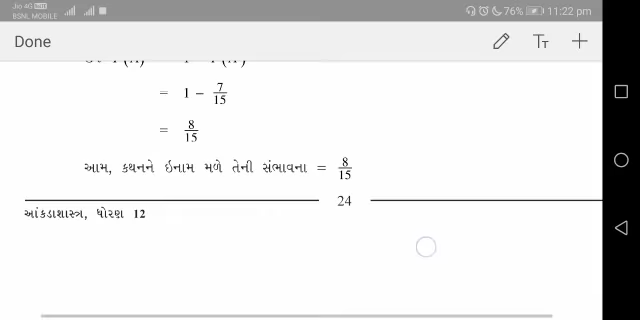 Jio 4G VoLTE
BSNL MOBILE
76%
11:22 pm
Done
= 1 − 7/15
= 8/15
આમ, કથનને ઇનામ મળે તેની સંભાવના = 8/15
24
આંકડાશાસ્ત્ર, ધોરણ 12